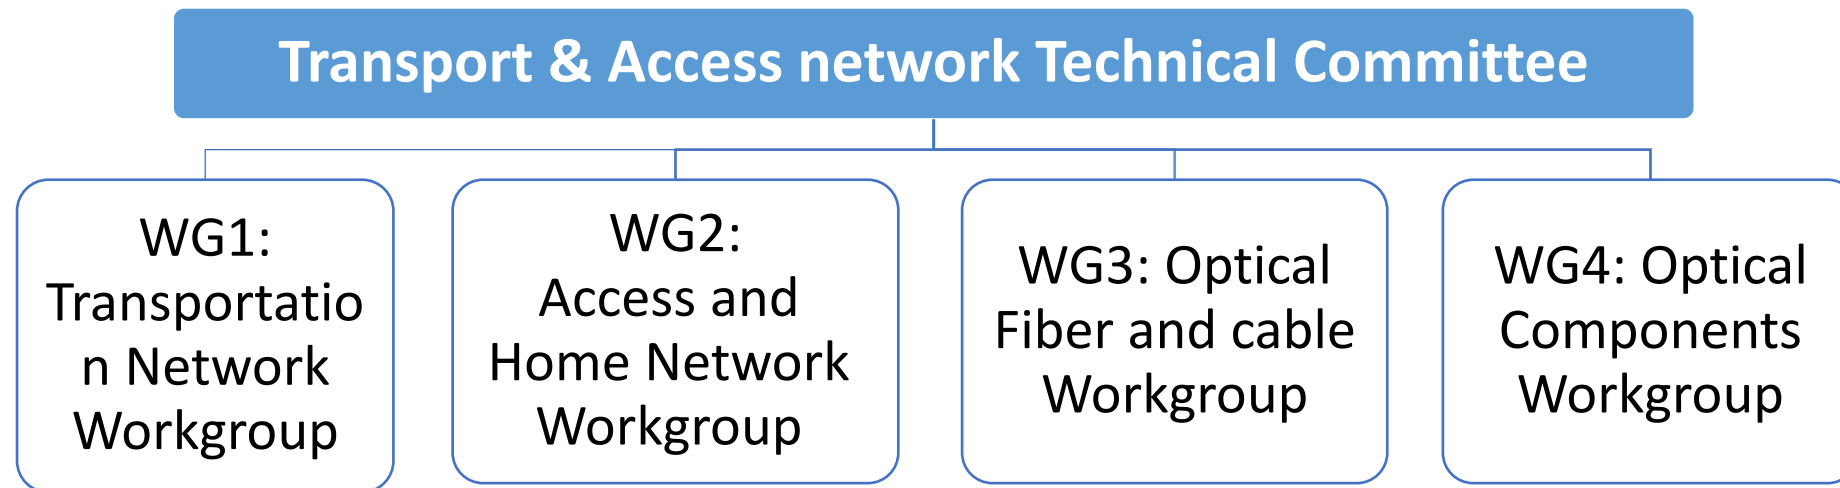 Transport & Access network Technical Committee
WG1:
Transportatio
n Network
Workgroup
WG2:
Access and
Home Network
Workgroup
WG3: Optical
Fiber and cable
Workgroup
WG4: Optical
Components
Workgroup